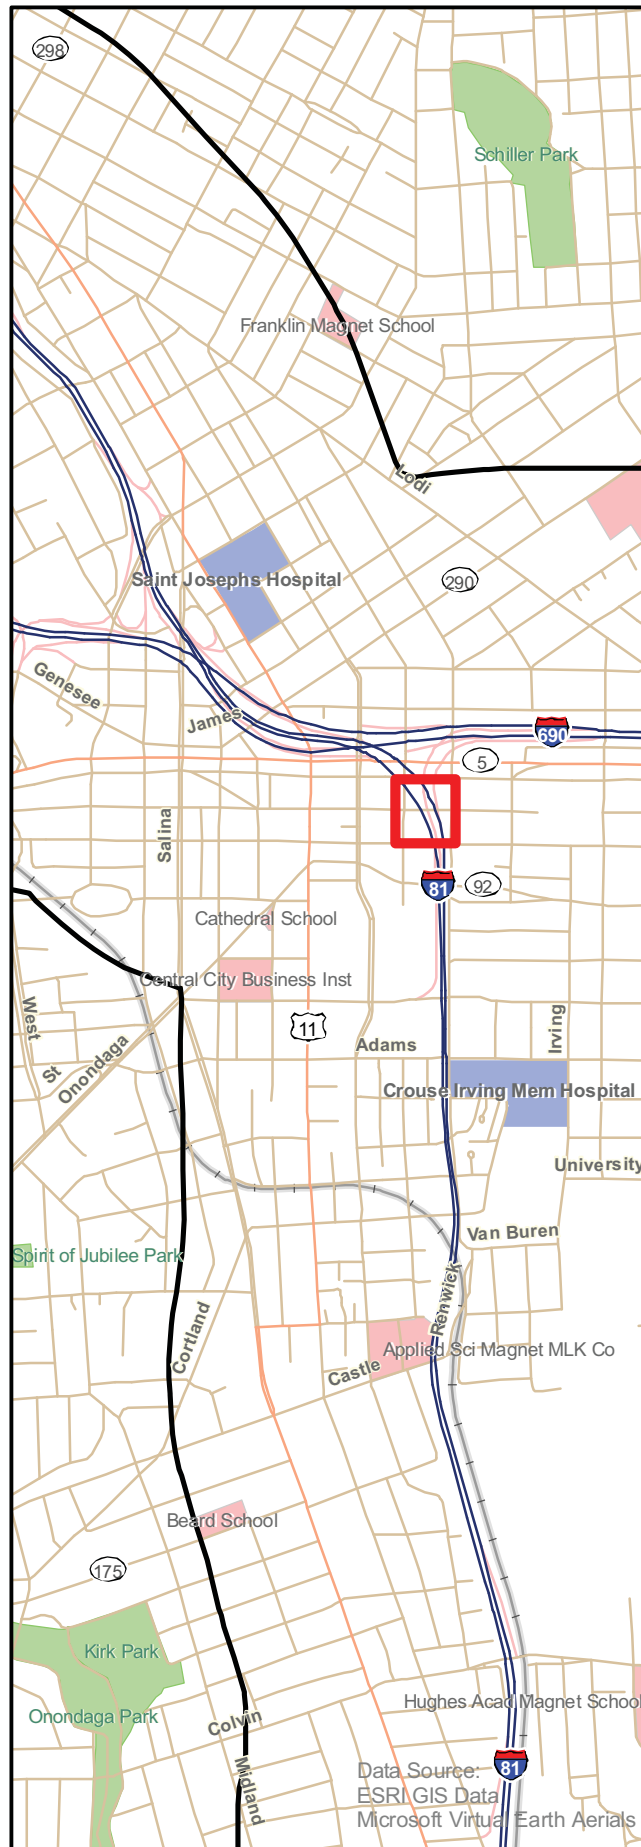 298
Schiller Park
Franklin Magnet School
Lodi
Saint Josephs Hospital
290
Genesee
James
690
5
Salina
81
92
Cathedral School
Central City Business Inst
West
11
Irving
Adams
St
Onondaga
Crouse Irving Mem Hospital
University
Van Buren
Spirit of Jubilee Park
Renwick
Cortland
Applied Sci Magnet MLK Co
Castle
Beard School
175
Kirk Park
Hughes Acad Magnet School
Onondaga Park
Colvin
Midland
81
Data Source:
ESRI GIS Data
Microsoft Virtual Earth Aerials